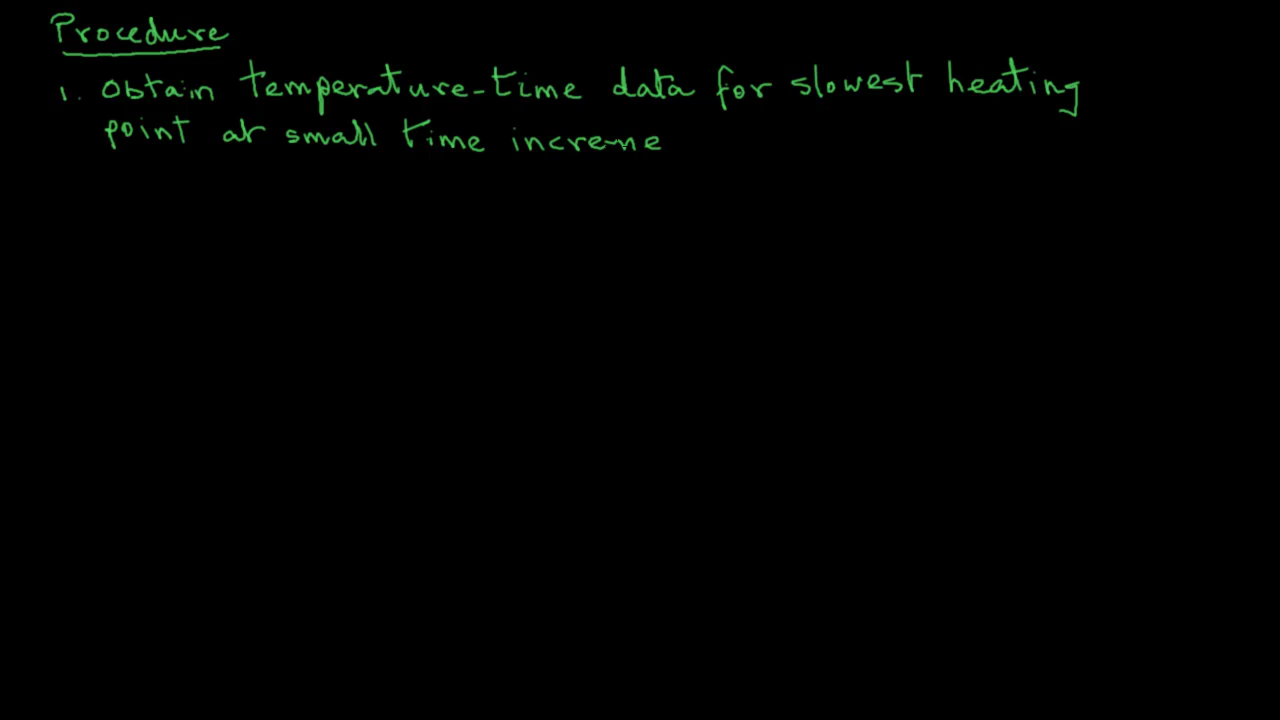 Procedure
1. Obtain temperature-time data for slowest heating
point at small time increme